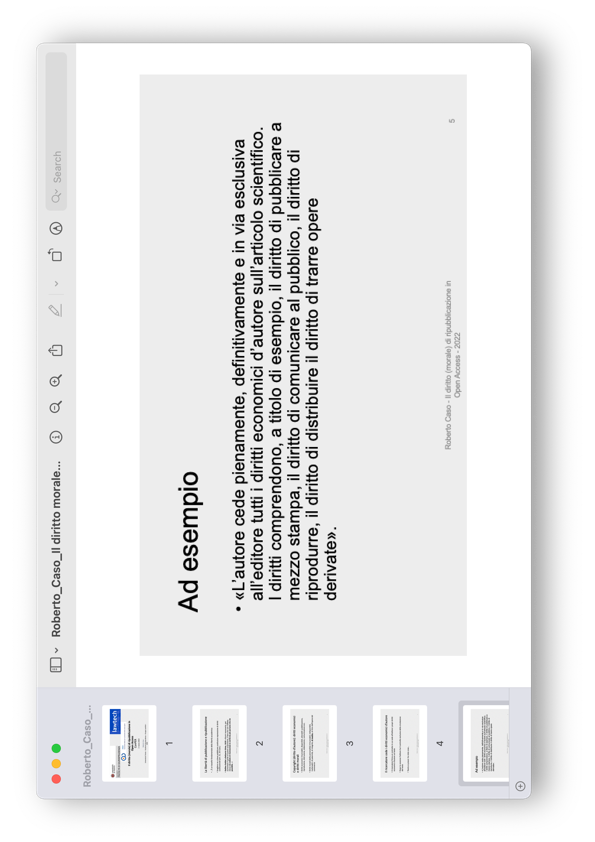 Roberto_Caso_Il diritto morale...
Search
Roberto_Caso_...
lawtech
1
2
3
4
Ad esempio
Ad esempio
• «L'autore cede pienamente, definitivamente e in via esclusiva
all'editore tutti i diritti economici d'autore sull'articolo scientifico.
I diritti comprendono, a titolo di esempio, il diritto di pubblicare a
mezzo stampa, il diritto di comunicare al pubblico, il diritto di
riprodurre, il diritto di distribuire il diritto di trarre opere
derivate».
Roberto Caso - Il diritto (morale) di ripubblicazione in
Open Access - 2022
5